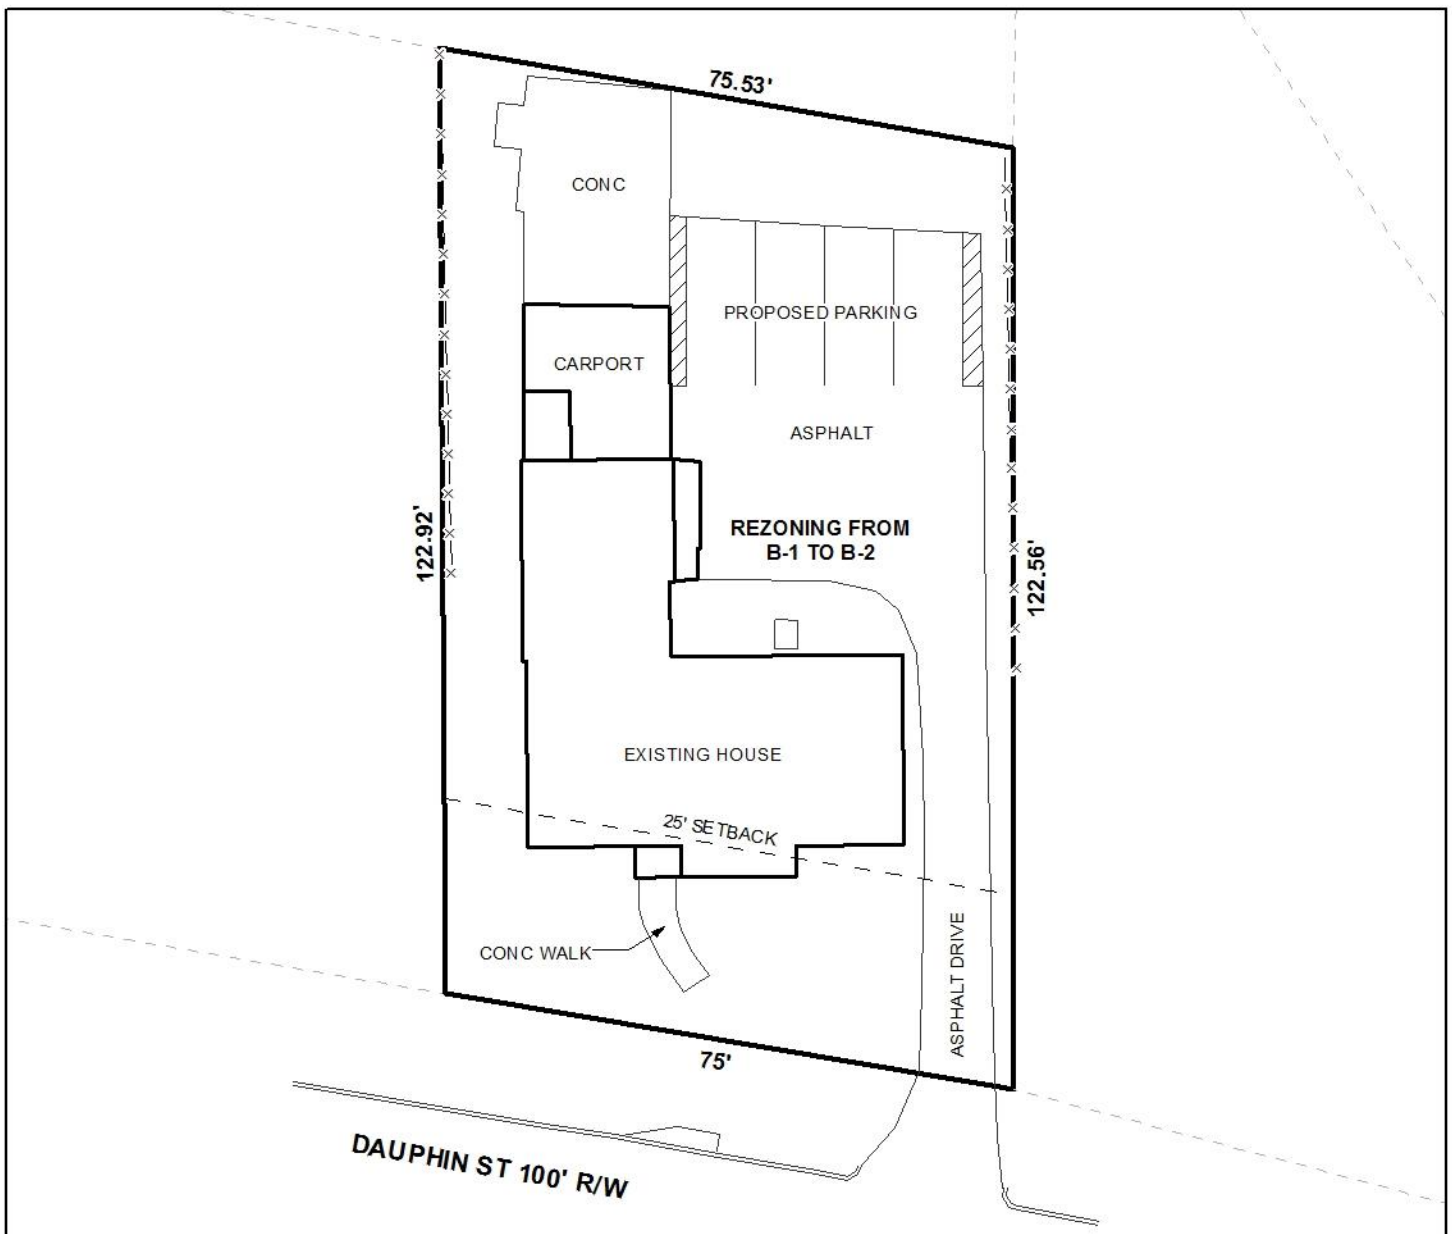 75.53'
CONC
PROPOSED PARKING
CARPORT
ASPHALT
REZONING FROM
B-1 TO B-2
122.92'
122.56'
EXISTING HOUSE
25' SETBACK
CONC WALK
ASPHALT DRIVE
75'
DAUPHIN ST 100' R/W